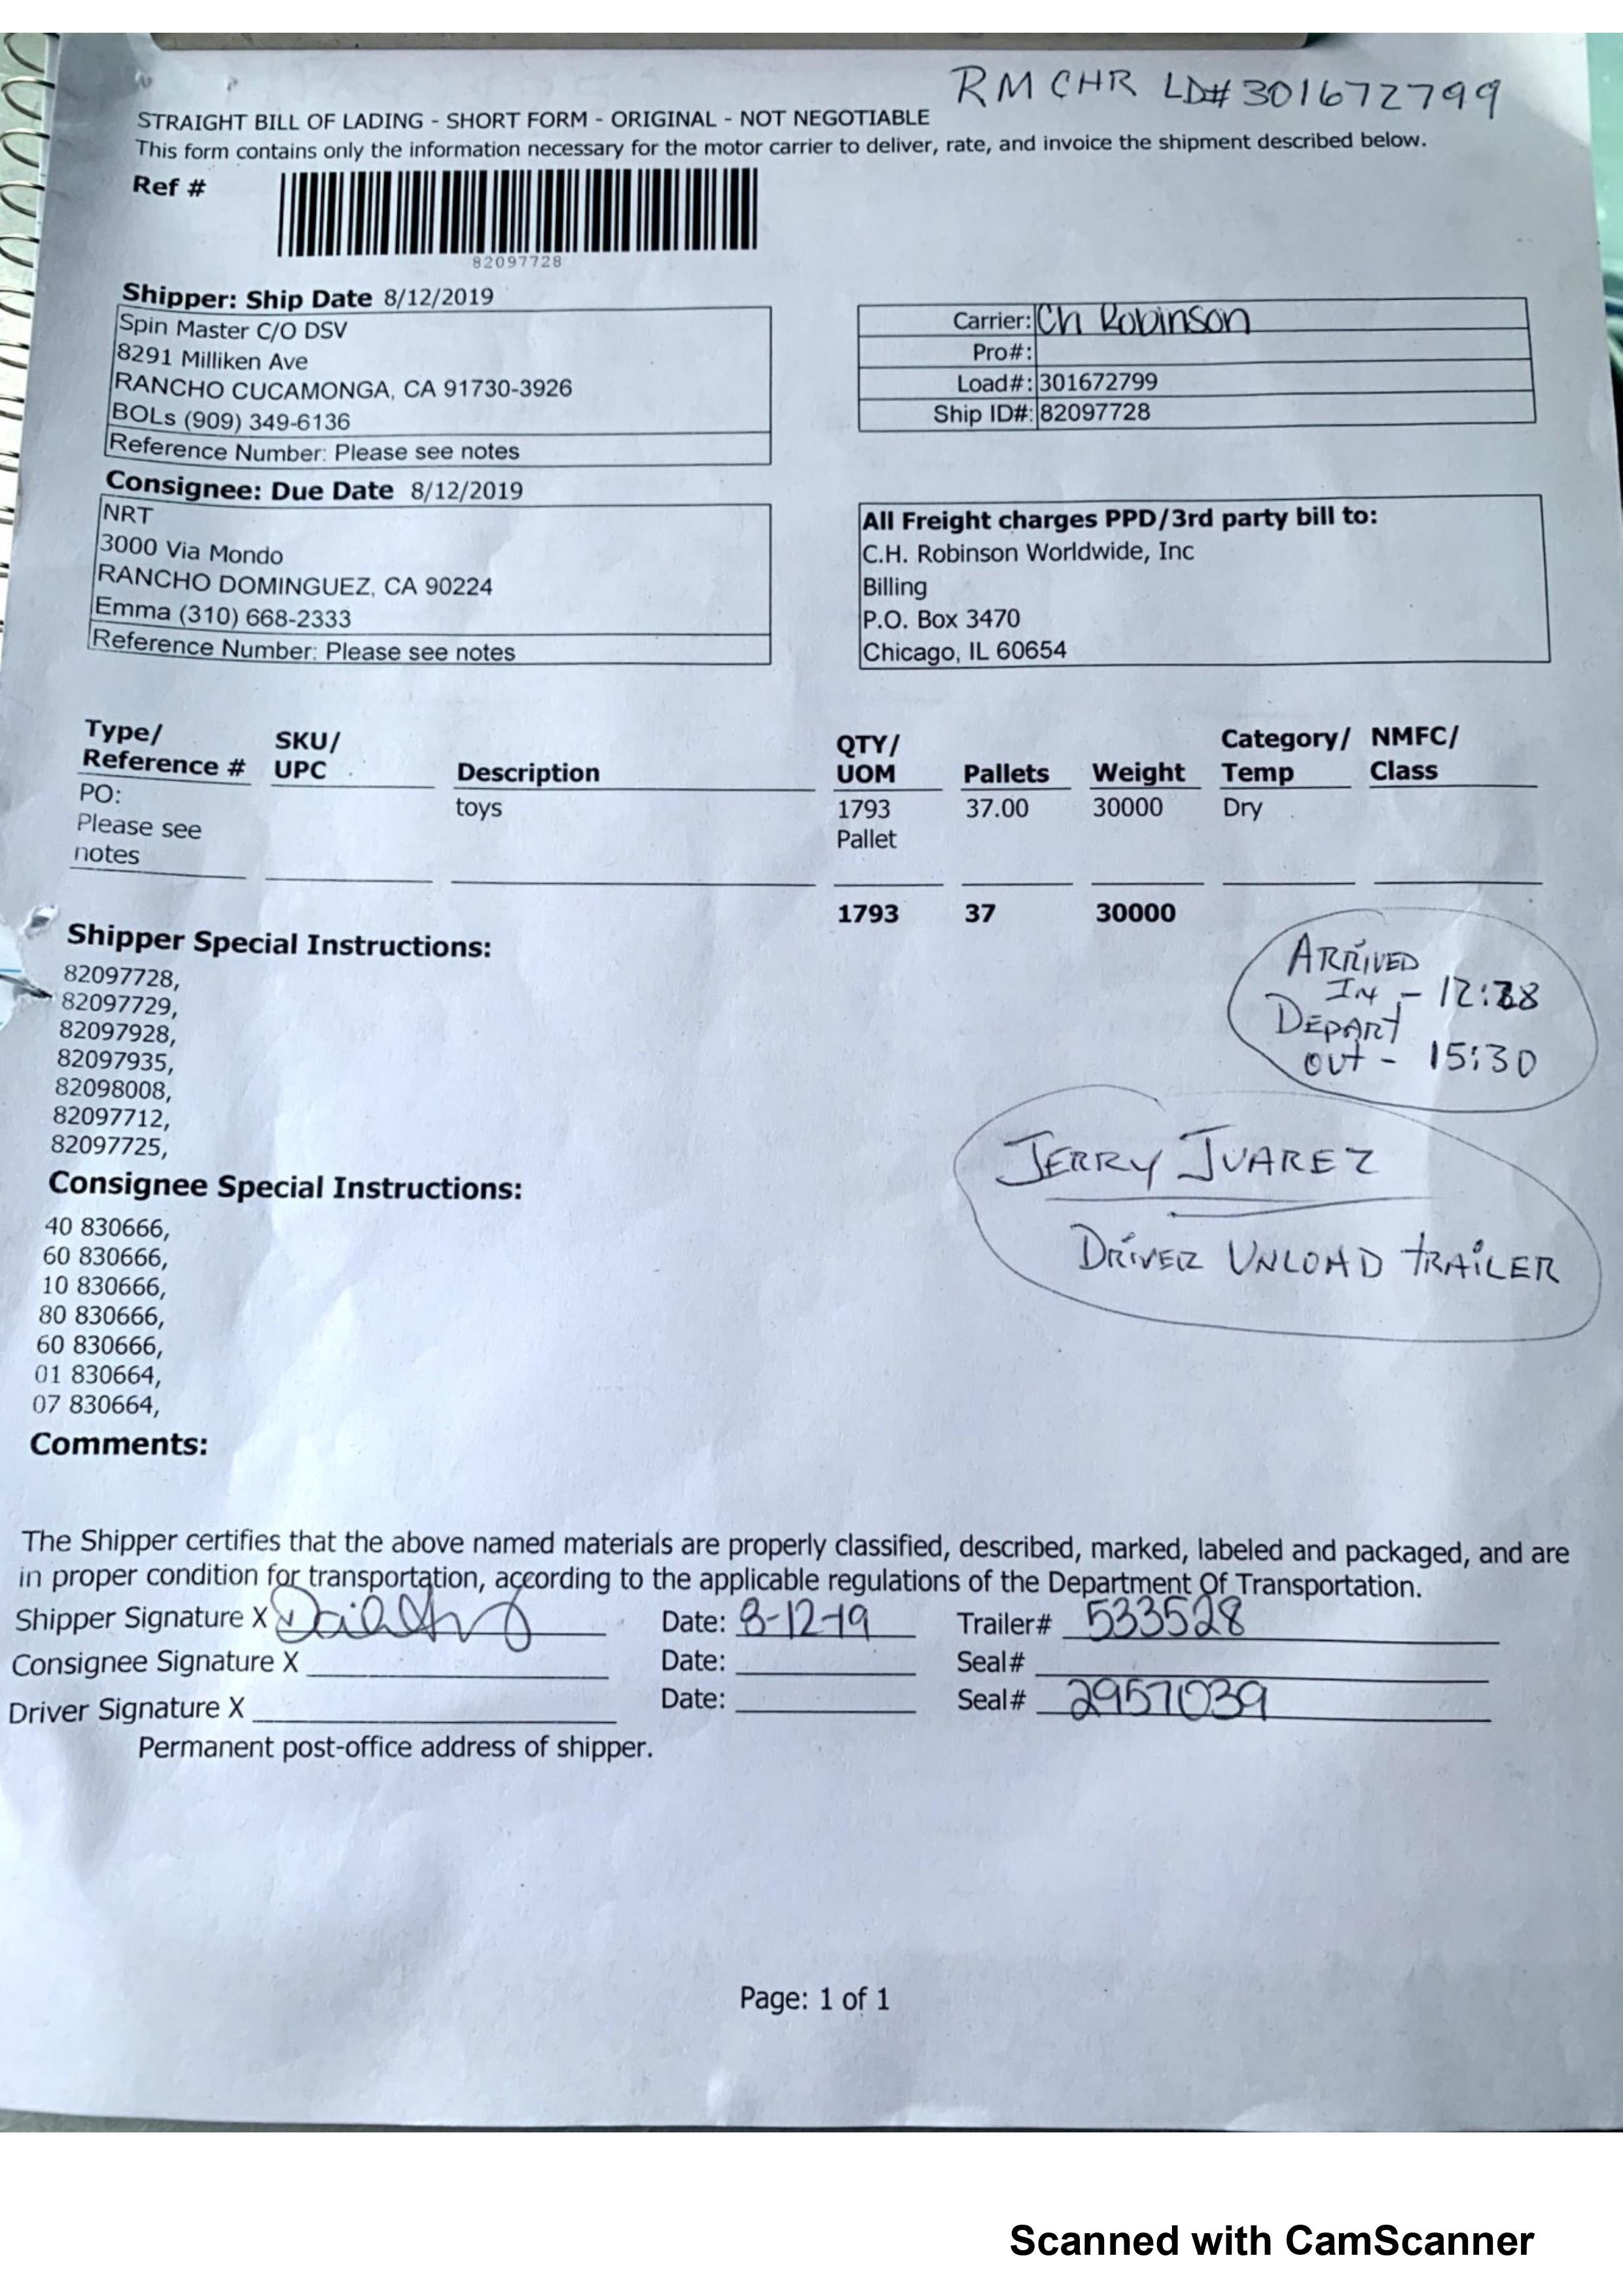 RM CHR LD# 301672799
STRAIGHT BILL OF LADING - SHORT FORM - ORIGINAL - NOT NEGOTIABLE
This form contains only the information necessary for the motor carrier to deliver, rate, and invoice the shipment described below.
Ref #
82097728
Shipper: Ship Date 8/12/2019
Spin Master C/O DSV
8291 Milliken Ave
RANCHO CUCAMONGA, CA 91730-3926
BOLs (909) 349-6136
Reference Number: Please see notes
Carrier: Ch Robinson
Pro#:
Load#: 301672799
Ship ID#: 82097728
Consignee: Due Date 8/12/2019
NRT
3000 Via Mondo
RANCHO DOMINGUEZ, CA 90224
Emma (310) 668-2333
Reference Number: Please see notes
All Freight charges PPD/3rd party bill to:
C.H. Robinson Worldwide, Inc
Billing
P.O. Box 3470
Chicago, IL 60654
Type/ SKU/ QTY/ Category/ NMFC/
Reference # UPC Description UOM Pallets Weight Temp Class
PO: toys 1793 37.00 30000 Dry
Please see Pallet
notes
1793 37 30000
Shipper Special Instructions:
82097728,
82097729,
82097928,
82097935,
82098008,
82097712,
82097725,
ARRIVED
IN -
DEPART
OUT - 15:30
JERRY JUAREZ
DRIVER UNLOAD TRAILER
Consignee Special Instructions:
40 830666,
60 830666,
10 830666,
80 830666,
60 830666,
01 830664,
07 830664,
Comments:
The Shipper certifies that the above named materials are properly classified, described, marked, labeled and packaged, and are
in proper condition for transportation, according to the applicable regulations of the Department Of Transportation.
Shipper Signature X Date: 8-12-19 Trailer# 533528
Consignee Signature X Date: Seal#
Driver Signature X Date: Seal# 2957039
Permanent post-office address of shipper.
Page: 1 of 1
Scanned with CamScanner